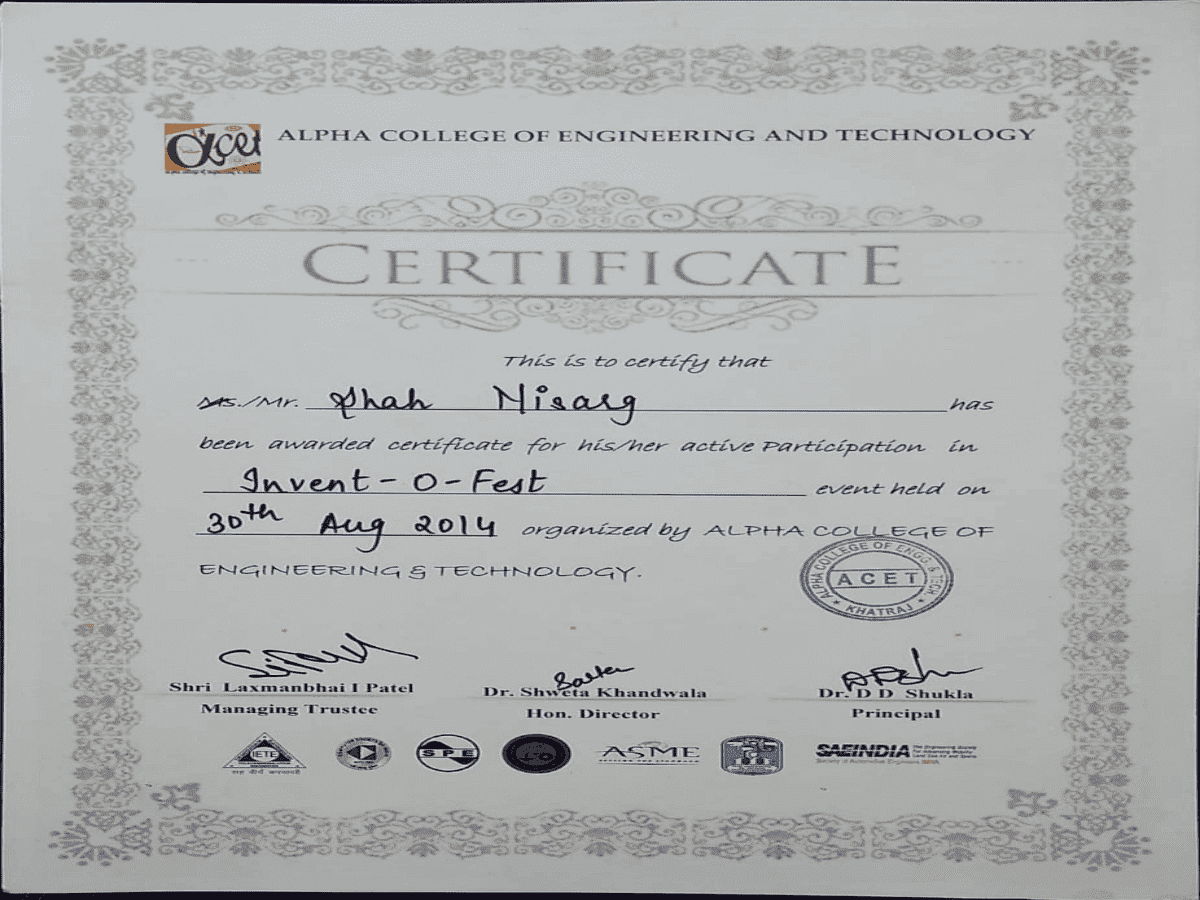 acet
ALPHA COLLEGE OF ENGINEERING AND TECHNOLOGY
CERTIFICATE
This is to certify that
Ms./Mr. Shah Nisarg has
been awarded certificate for his/her active Participation in
Invent-O-Fest event held on
30th Aug 2014 organized by ALPHA COLLEGE OF
ENGINEERING & TECHNOLOGY.
ALPHA COLLEGE OF ENGG. & TECH.
ACET
KHATRAJ
Shri Laxmanbhai I Patel
Managing Trustee
Dr. Shweta Khandwala
Hon. Director
Dr. D D Shukla
Principal
IETE
SPE
ASME
SAEINDIA